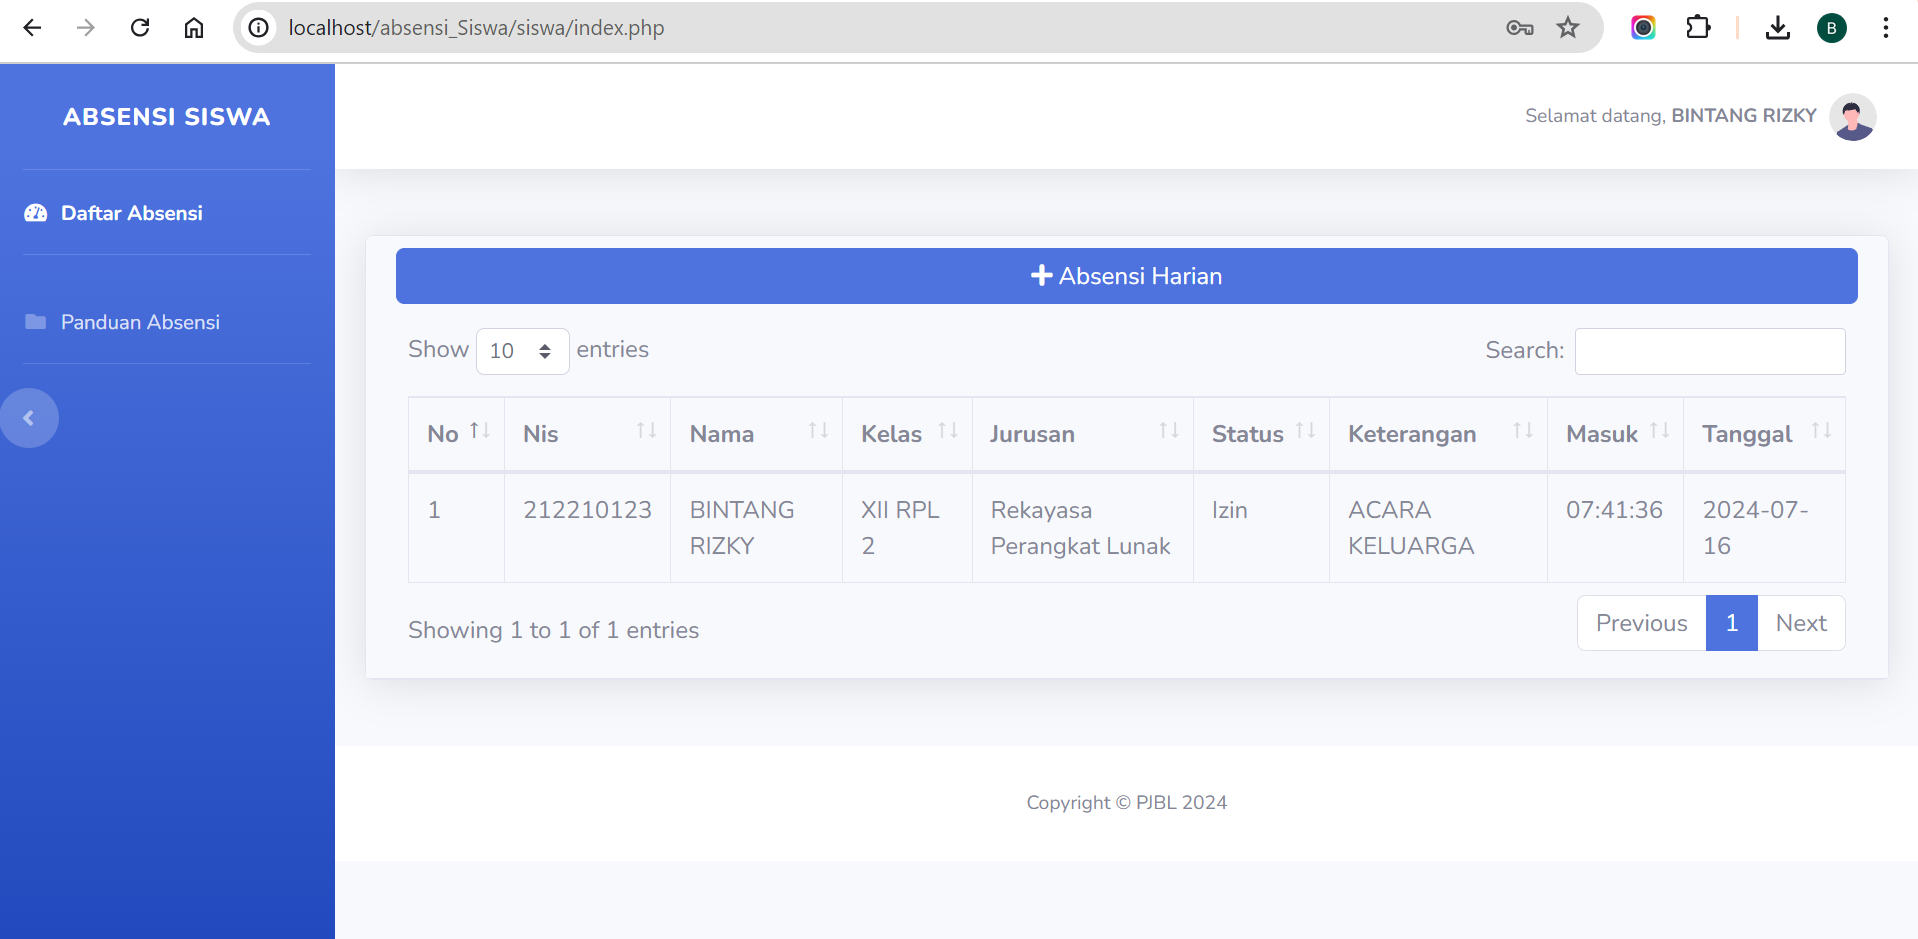 localhost/absensi_Siswa/siswa/index.php
B
ABSENSI SISWA
Selamat datang, BINTANG RIZKY
Daftar Absensi
Panduan Absensi
Absensi Harian
Show 10 entries
Search:
No Nis Nama Kelas Jurusan Status Keterangan Masuk Tanggal
1 212210123 BINTANG XII RPL Rekayasa Izin ACARA 07:41:36 2024-07-
RIZKY 2 Perangkat Lunak KELUARGA 16
Showing 1 to 1 of 1 entries
Previous 1 Next
Copyright © PJBL 2024